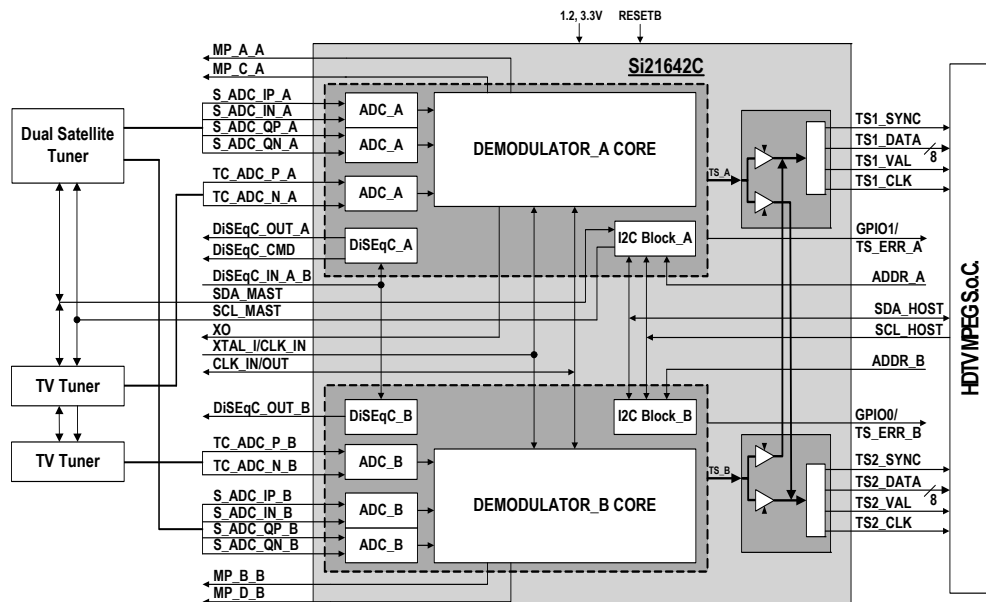 1.2, 3.3V RESETB
Si21642C
MP_A_A
MP_C_A
S_ADC_IP_A
S_ADC_IN_A
S_ADC_QP_A
S_ADC_QN_A
TC_ADC_P_A
TC_ADC_N_A
DiSEqC_OUT_A
DiSEqC_CMD
DiSEqC_IN_A_B
SDA_MAST
SCL_MAST
XO
XTAL_I/CLK_IN
CLK_IN/OUT
DiSEqC_OUT_B
TC_ADC_P_B
TC_ADC_N_B
S_ADC_IP_B
S_ADC_IN_B
S_ADC_QP_B
S_ADC_QN_B
MP_B_B
MP_D_B
Dual Satellite
Tuner
TV Tuner
TV Tuner
ADC_A
ADC_A
ADC_A
DEMODULATOR_A CORE
DiSEqC_A
I2C Block_A
TS_A
DiSEqC_B
I2C Block_B
ADC_B
ADC_B
ADC_B
DEMODULATOR_B CORE
TS_B
TS1_SYNC
TS1_DATA
8
TS1_VAL
TS1_CLK
GPIO1/
TS_ERR_A
ADDR_A
SDA_HOST
SCL_HOST
ADDR_B
GPIO0/
TS_ERR_B
TS2_SYNC
TS2_DATA
8
TS2_VAL
TS2_CLK
HDTV MPEG S.o.C.